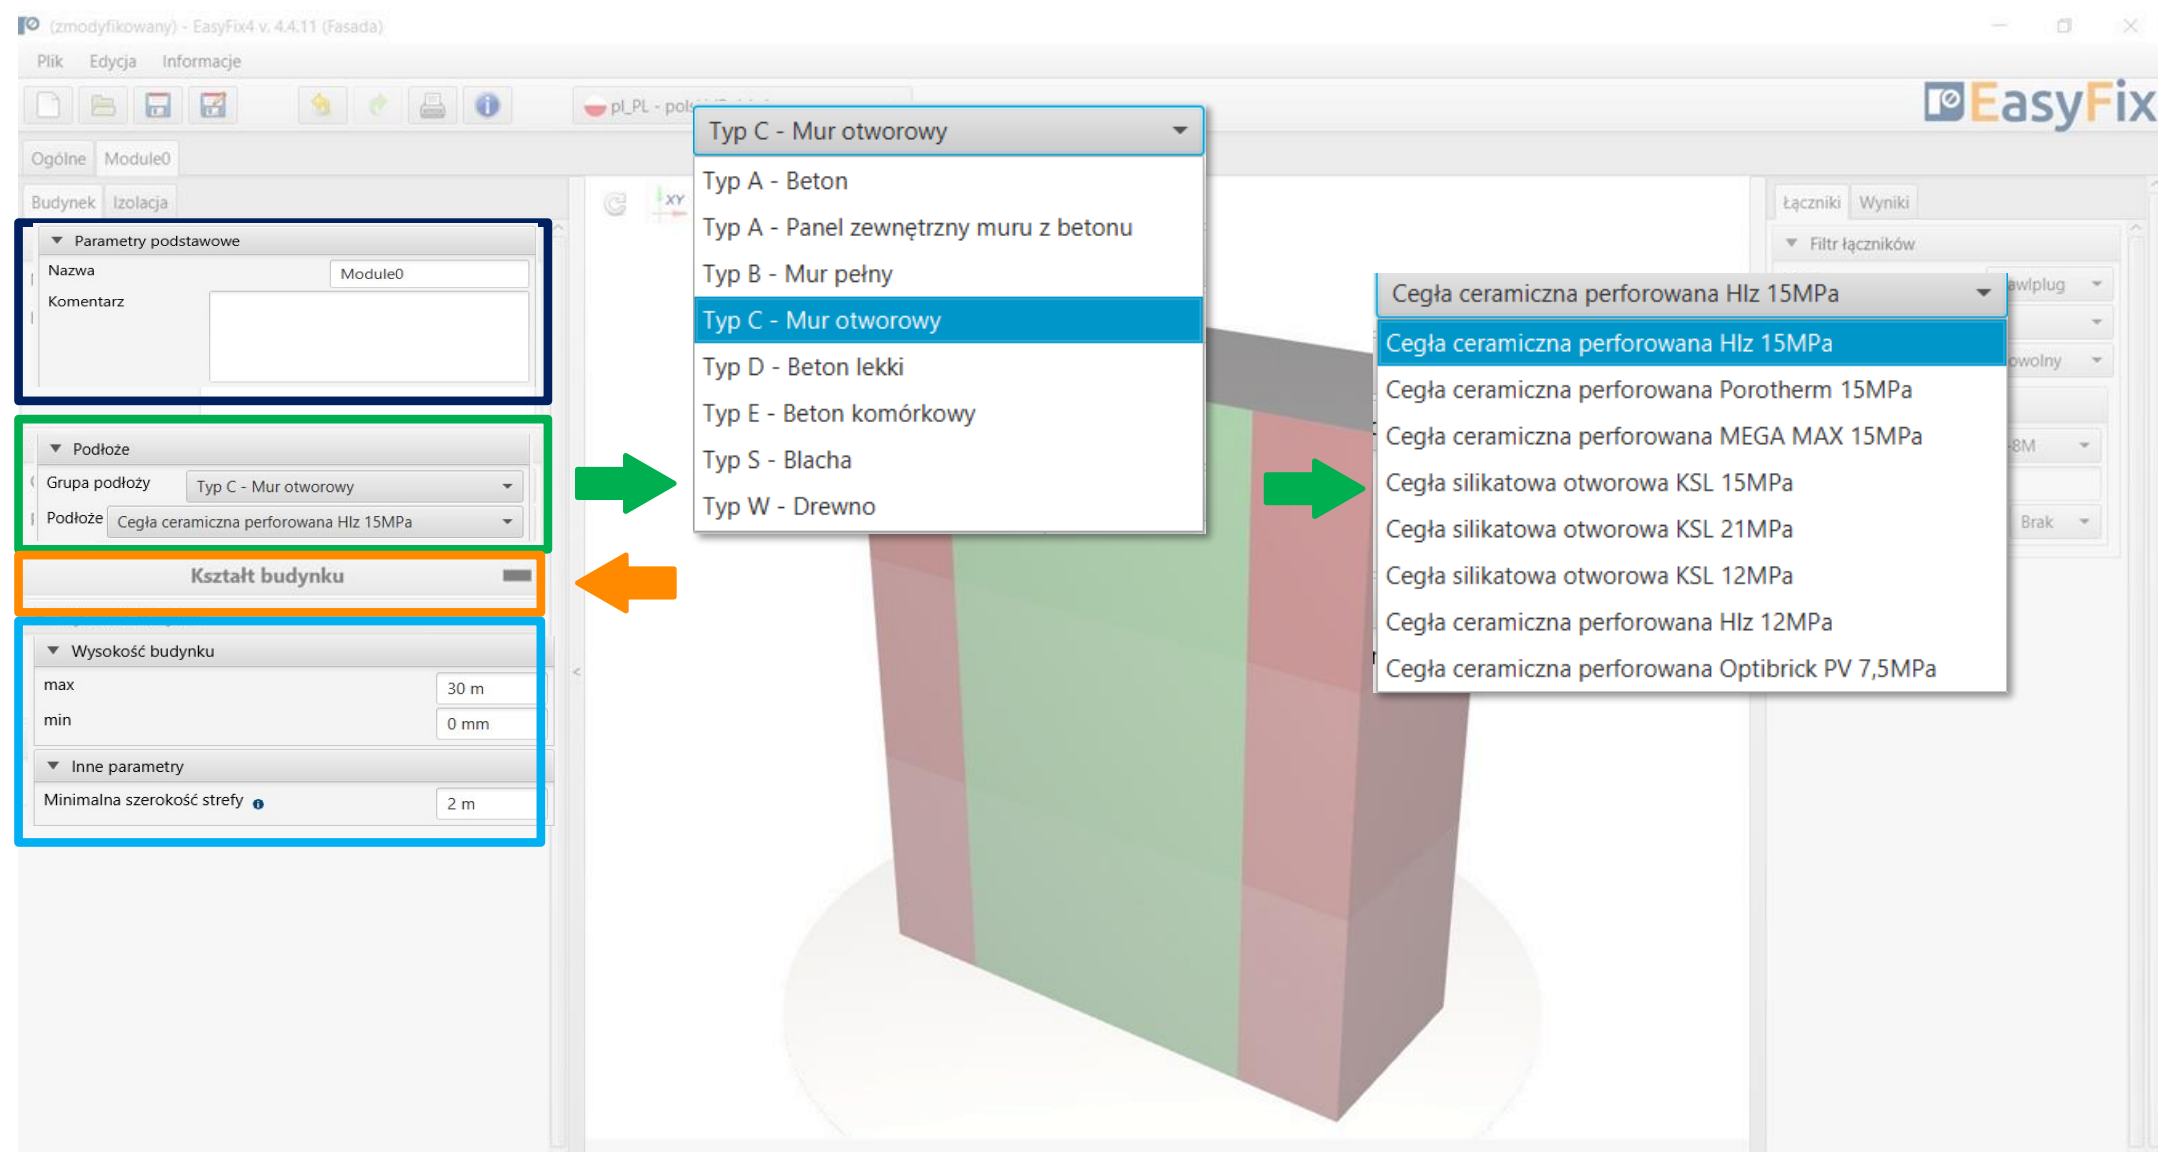 (zmodyfikowany) - EasyFix4 v. 4.4.11 (Fasada)
Plik Edycja Informacje
pl_PL -
EasyFix
Ogólne Module0
Budynek Izolacja
XY
Łączniki Wyniki
Parametry podstawowe
Nazwa Module0
Komentarz
Podłoże
Grupa podłoży Typ C - Mur otworowy
Podłoże Cegła ceramiczna perforowana Hlz 15MPa
Kształt budynku
Wysokość budynku
max 30 m
min 0 mm
Inne parametry
Minimalna szerokość strefy 2 m
Typ C - Mur otworowy
Typ A - Beton
Typ A - Panel zewnętrzny muru z betonu
Typ B - Mur pełny
Typ C - Mur otworowy
Typ D - Beton lekki
Typ E - Beton komórkowy
Typ S - Blacha
Typ W - Drewno
Cegła ceramiczna perforowana Hlz 15MPa
Cegła ceramiczna perforowana Hlz 15MPa
Cegła ceramiczna perforowana Porotherm 15MPa
Cegła ceramiczna perforowana MEGA MAX 15MPa
Cegła silikatowa otworowa KSL 15MPa
Cegła silikatowa otworowa KSL 21MPa
Cegła silikatowa otworowa KSL 12MPa
Cegła ceramiczna perforowana Hlz 12MPa
Cegła ceramiczna perforowana Optibrick PV 7,5MPa
Filtr łączników
awlplug
owolny
8M
Brak